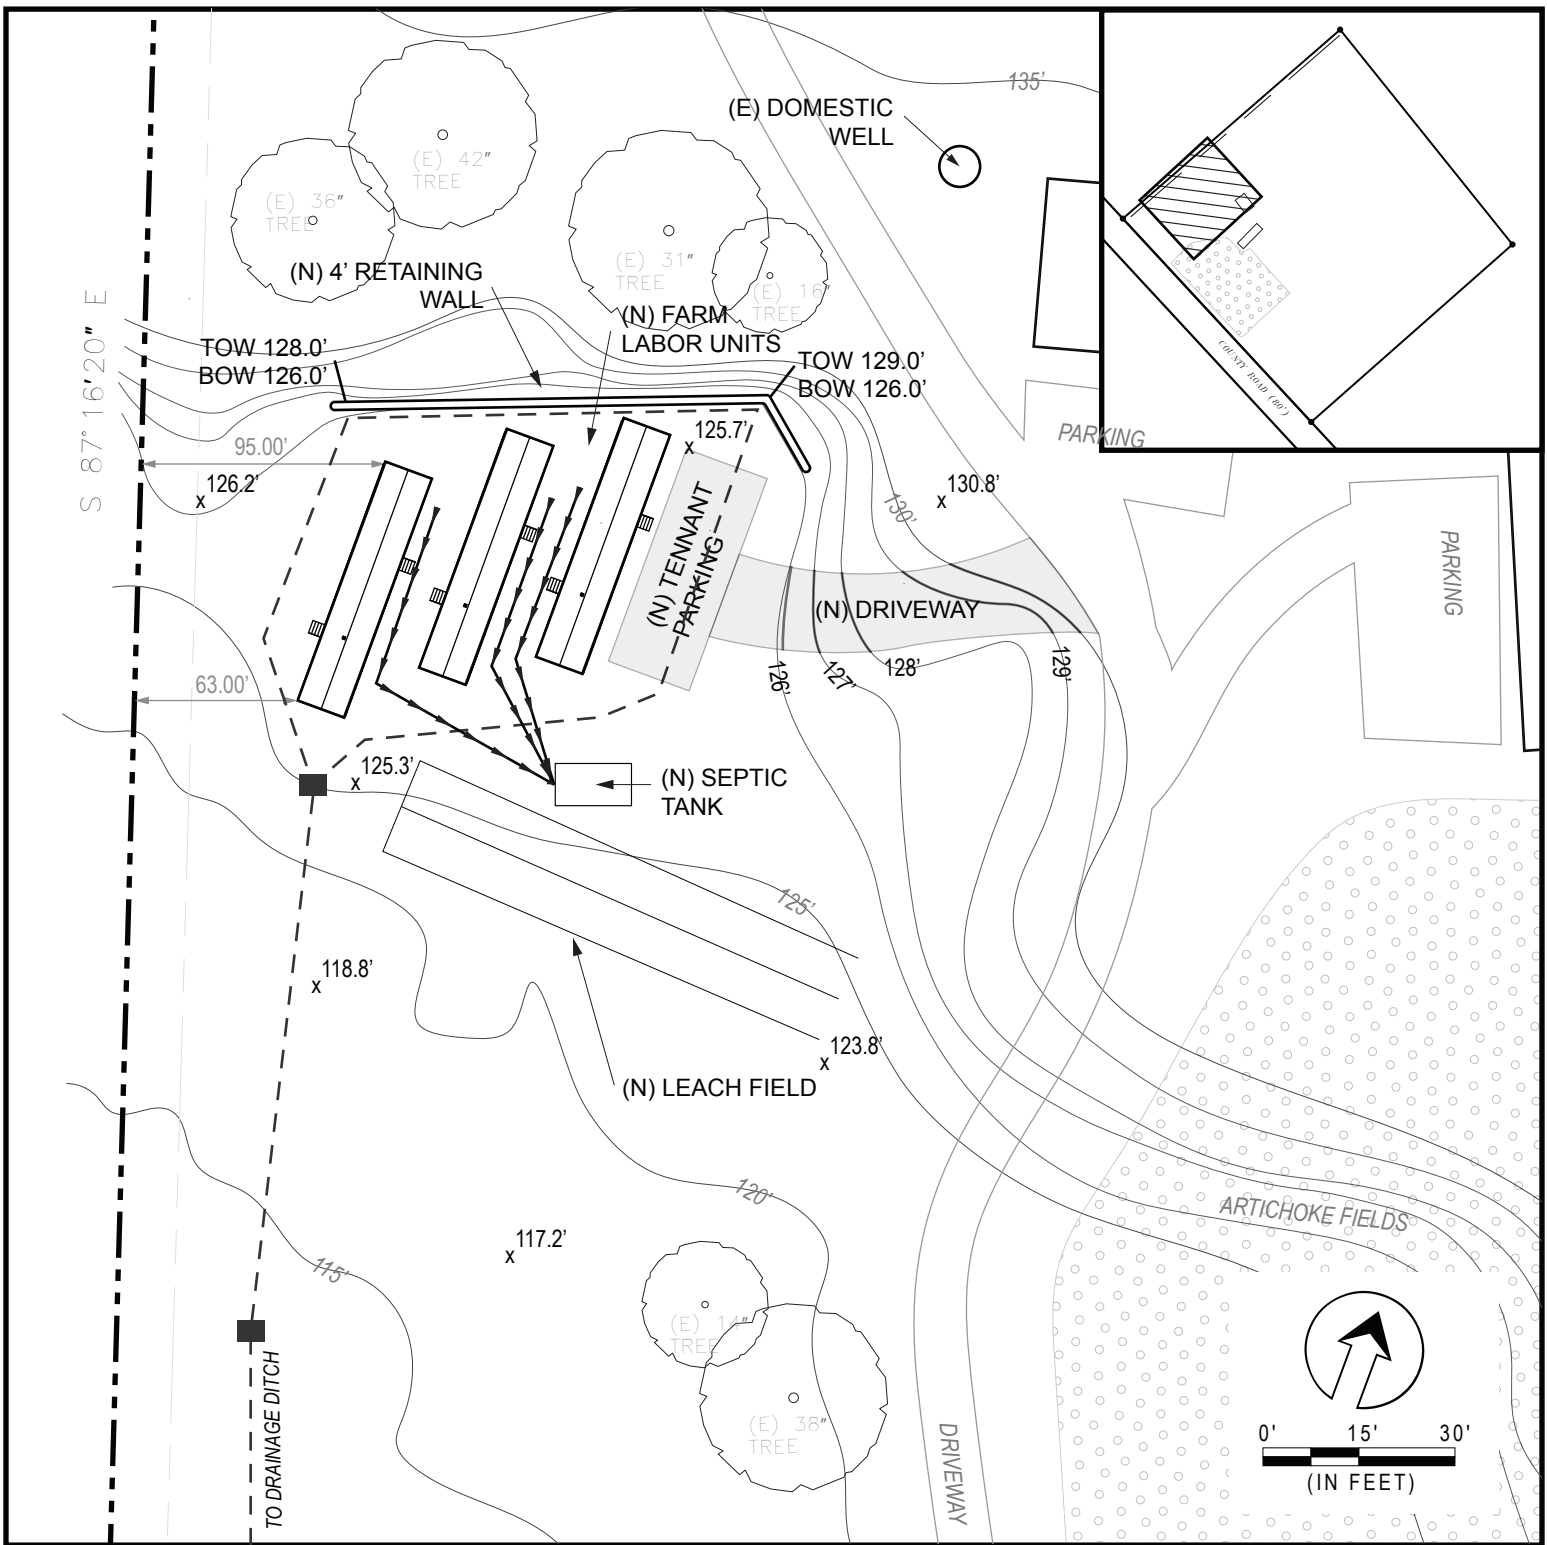 135'
(E) DOMESTIC
WELL
(E) 42"
TREE
(E) 36"
TREE
(E) 31"
TREE
(E) 16"
TREE
(N) 4' RETAINING
WALL
(N) FARM
LABOR UNITS
TOW 128.0'
BOW 126.0'
TOW 129.0'
BOW 126.0'
S 87°16'20" E
COUNTY ROAD (80')
PARKING
125.7'
95.00'
x 126.2'
x
130'
x 130.8'
PARKING
(N) TENNANT
PARKING
(N) DRIVEWAY
126'
127'
128'
129'
63.00'
x 125.3'
(N) SEPTIC
TANK
125'
x 118.8'
x 123.8'
(N) LEACH FIELD
120'
ARTICHOKE FIELDS
x 117.2'
115'
(E) 14"
TREE
(E) 38"
TREE
TO DRAINAGE DITCH
DRIVEWAY
0' 15' 30'
(IN FEET)